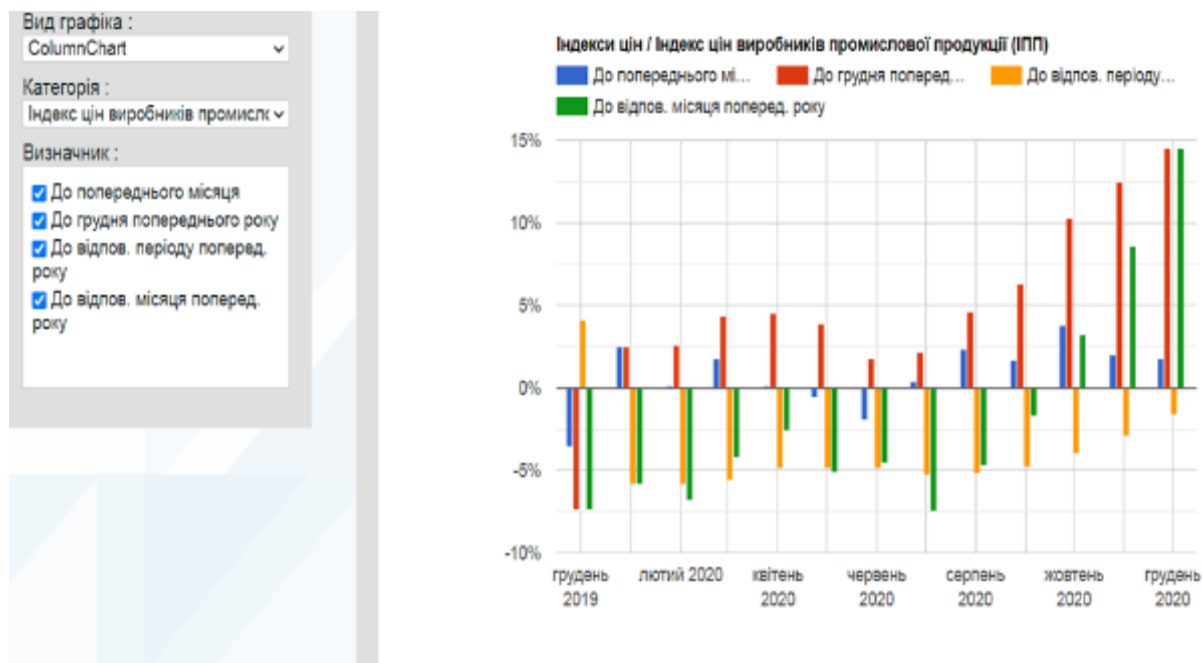 Вид графіка :
ColumnChart
Категорія :
Індекс цін виробників промисло
Визначник :
До попереднього місяця
До грудня попереднього року
До відпов. періоду поперед.
року
До відпов. місяця поперед.
року
Індекси цін / Індекс цін виробників промислової продукції (ІПП)
До попереднього мі... До грудня поперед... До відпов. періоду...
До відпов. місяця поперед. року
15%
10%
5%
0%
-5%
-10%
грудень 2019
лютий 2020
квітень 2020
червень 2020
серпень 2020
жовтень 2020
грудень 2020